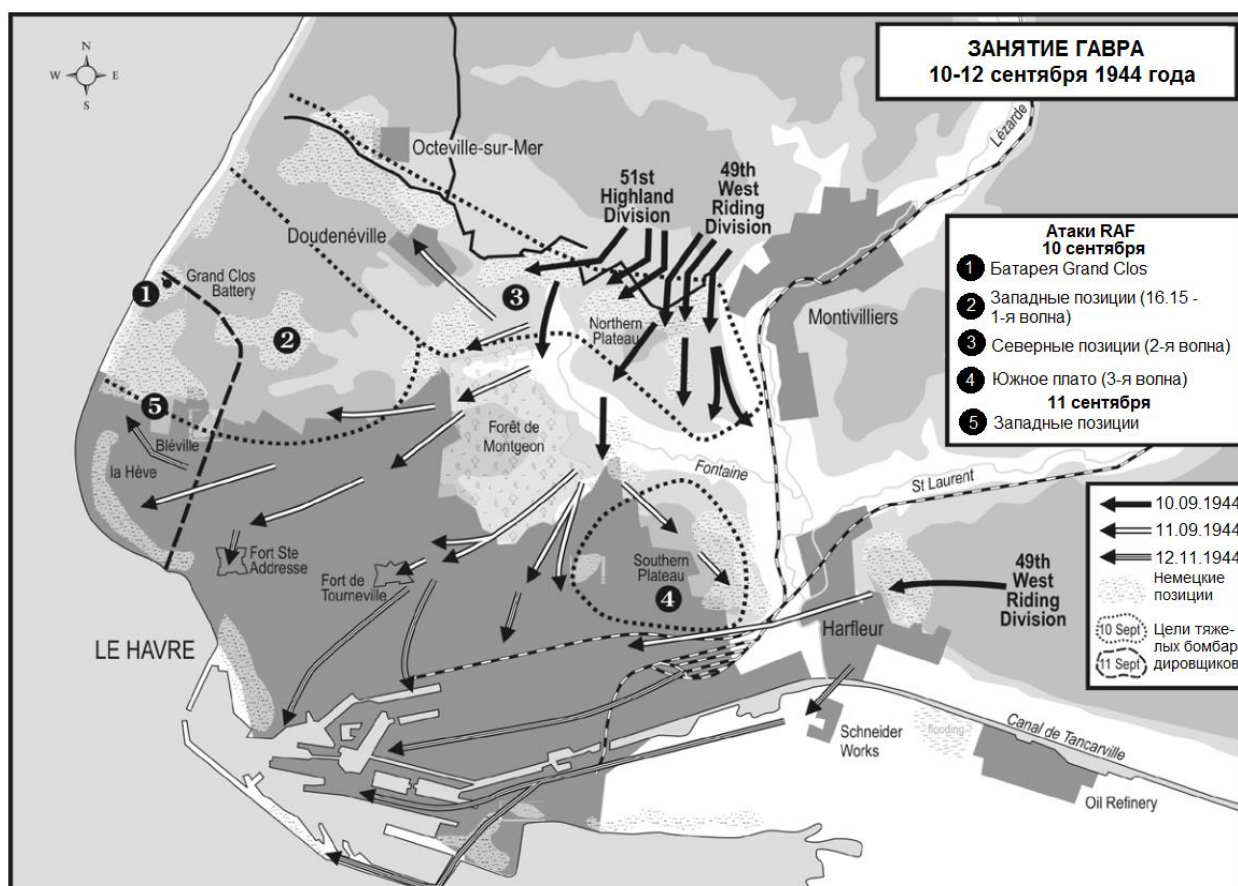 ЗАНЯТИЕ ГАВРА
10-12 сентября 1944 года
N
W
E
S
Lézarde
Octeville-sur-Mer
51st
Highland
Division
49th
West
Riding
Division
Doudenéville
Grand Clos
Battery
1
2
3
Northern
Plateau
Montivilliers
Атаки RAF
10 сентября
1 Батарея Grand Clos
2 Западные позиции (16.15 -
1-я волна)
3 Северные позиции (2-я волна)
4 Южное плато (3-я волна)
11 сентября
5 Западные позиции
5
Bléville
la Hève
Forêt de
Montgeon
Fontaine
St Laurent
Fort Ste
Addresse
Fort de
Tourneville
Southern
Plateau
4
Harfleur
49th
West
Riding
Division
10.09.1944
11.09.1944
12.11.1944
Немецкие
позиции
10 Sept Цели тяже-
лых бомбар
11 Sept дировщиков
LE HAVRE
Schneider
Works
flooding
Canal de Tancarville
Oil Refinery